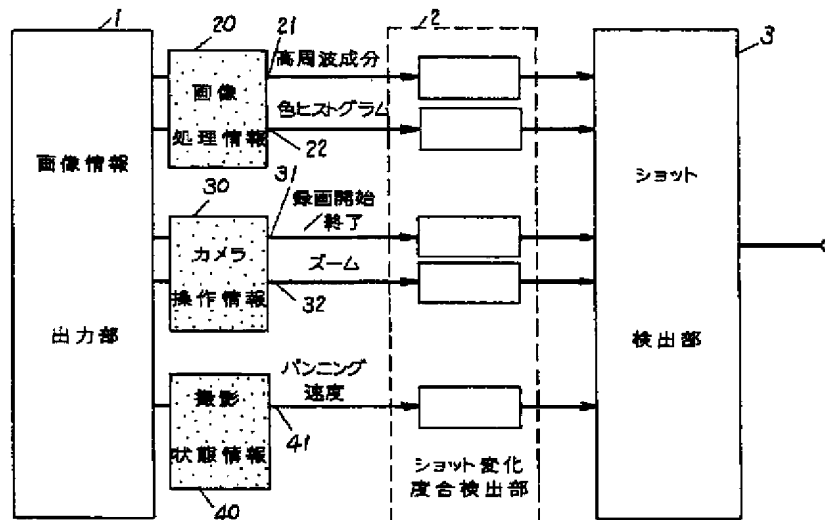 1
20
21
2
3
高周波成分
画像
処理情報
色ヒストグラム
22
画像情報
出力部
30
31
録画開始
/終了
カメラ
操作情報
ズーム
32
ショット
検出部
パンニング
速度
撮影
状態情報
41
40
ショット変化
度合検出部